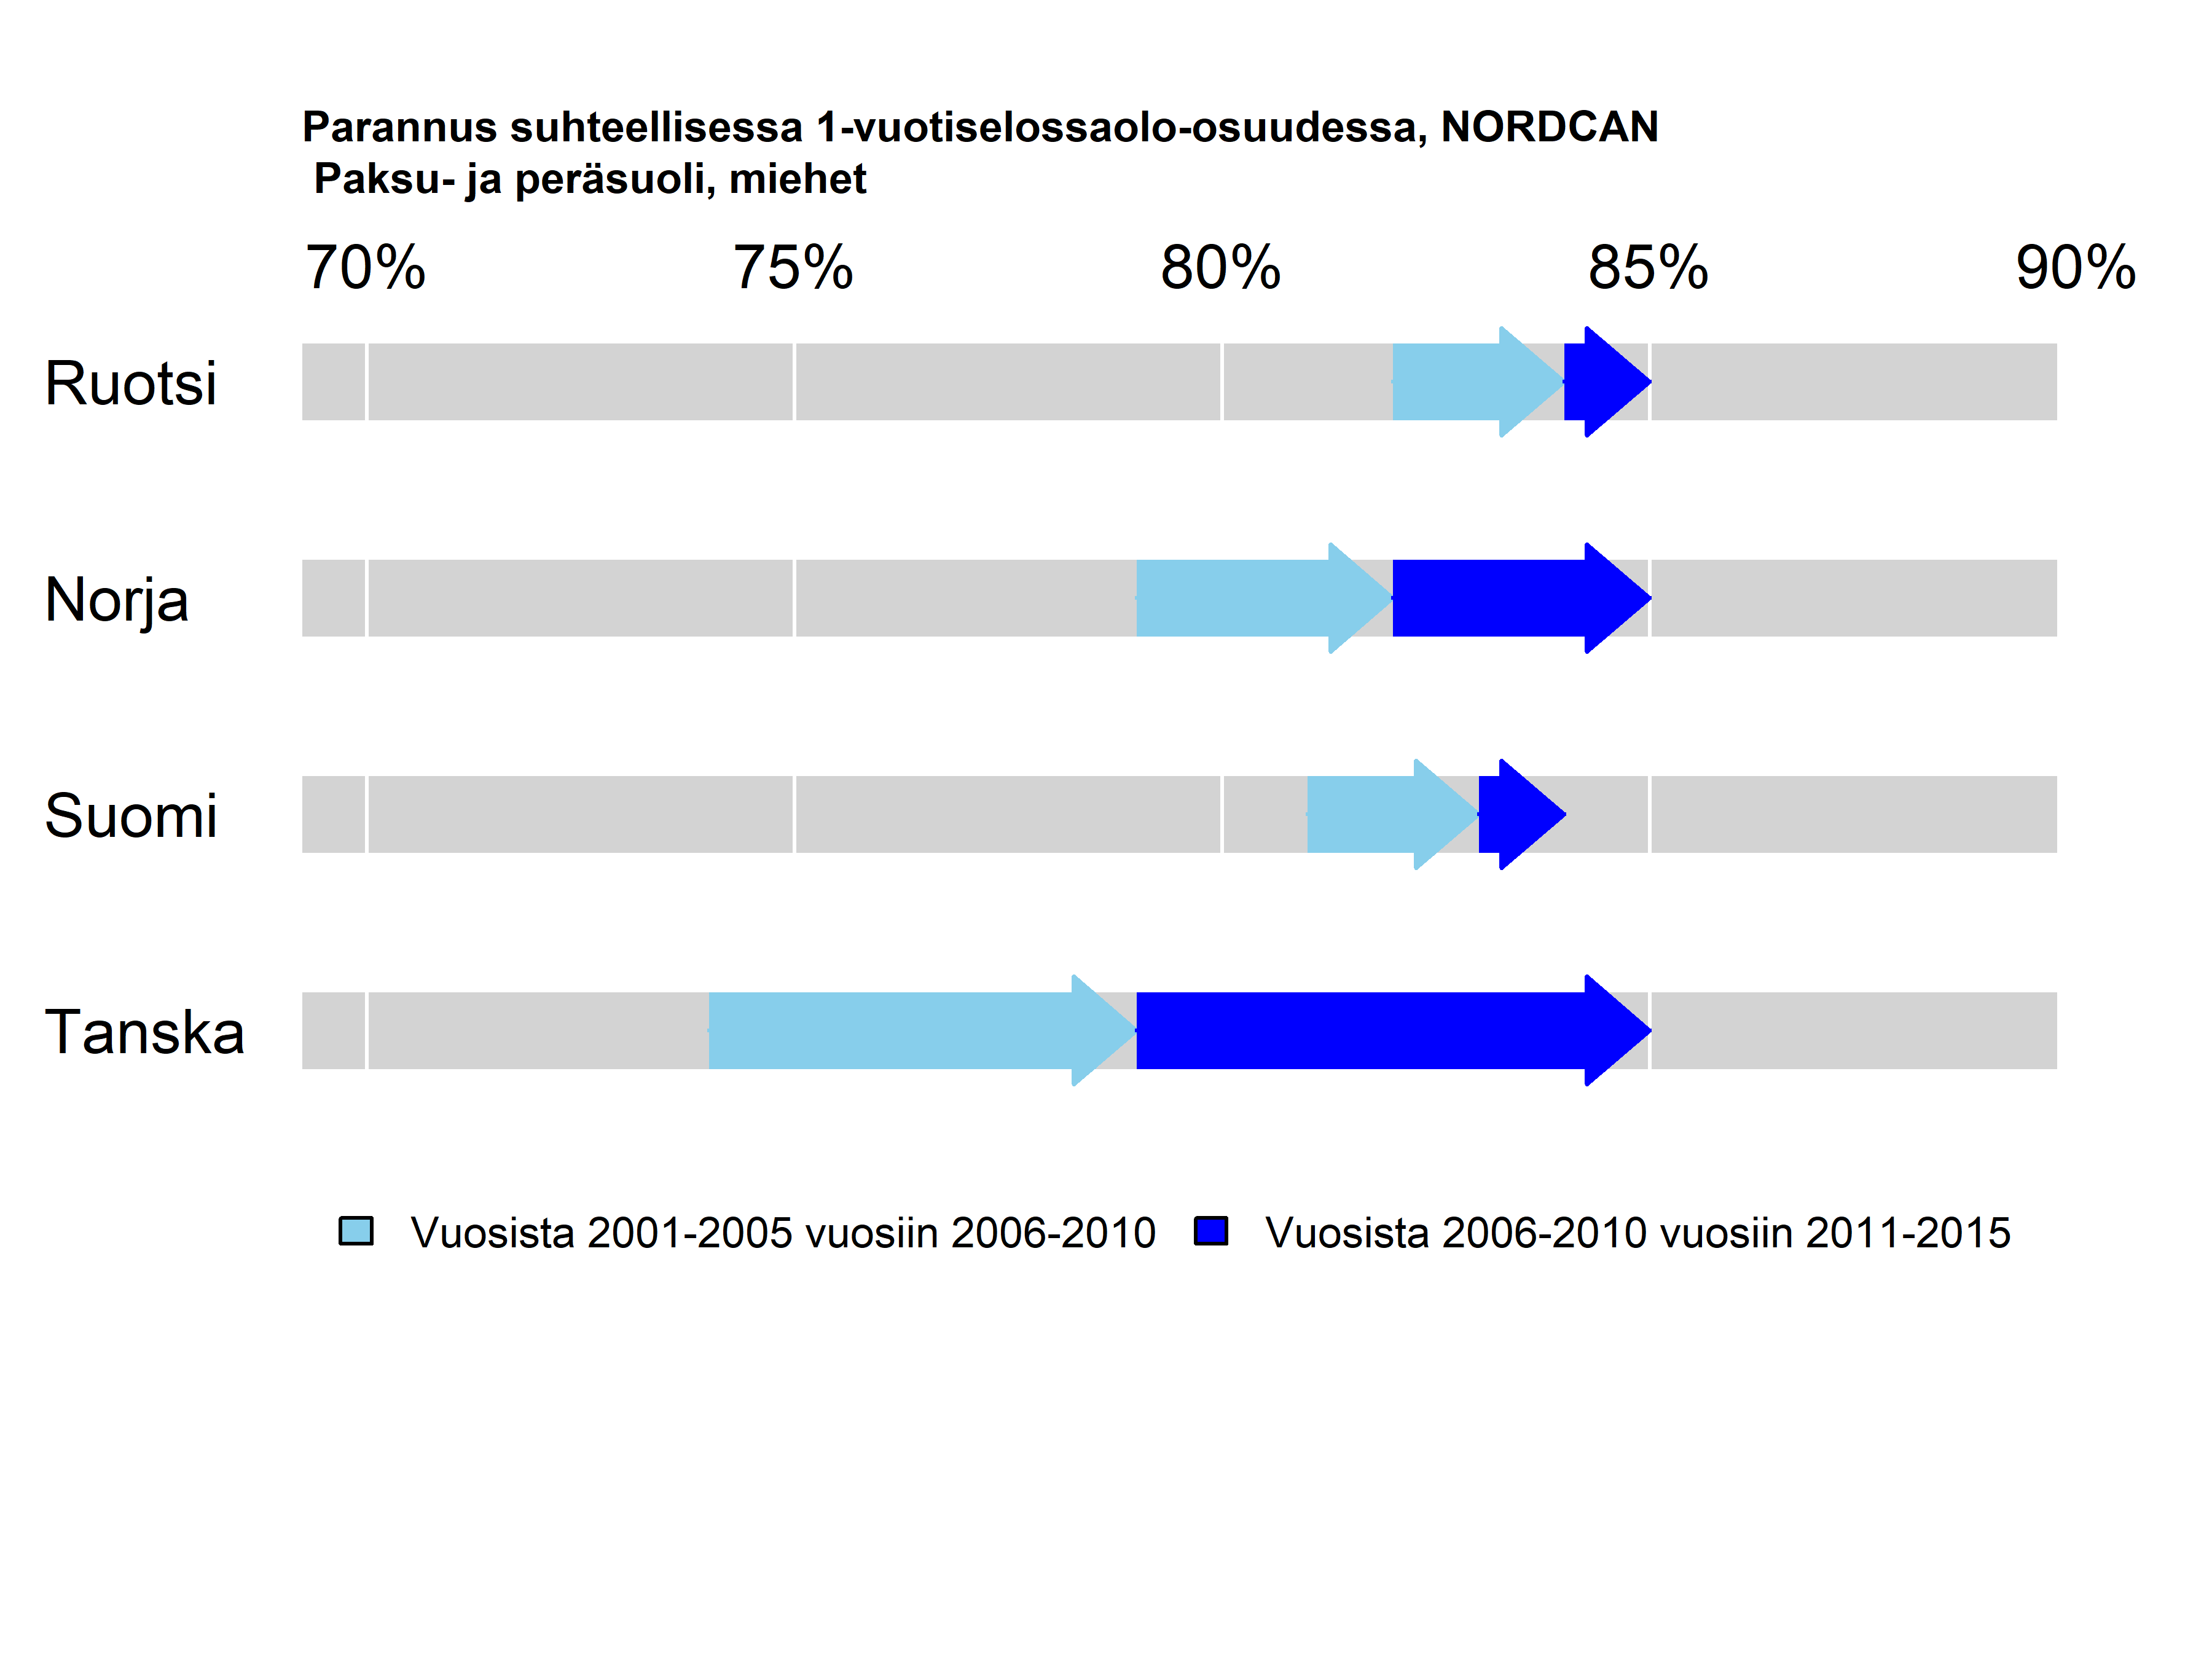 Parannus suhteellisessa 1-vuotiselossaolo-osuudessa, NORDCAN
Paksu- ja peräsuoli, miehet
70% 75% 80% 85% 90%
Ruotsi
Norja
Suomi
Tanska
Vuosista 2001-2005 vuosiin 2006-2010 Vuosista 2006-2010 vuosiin 2011-2015